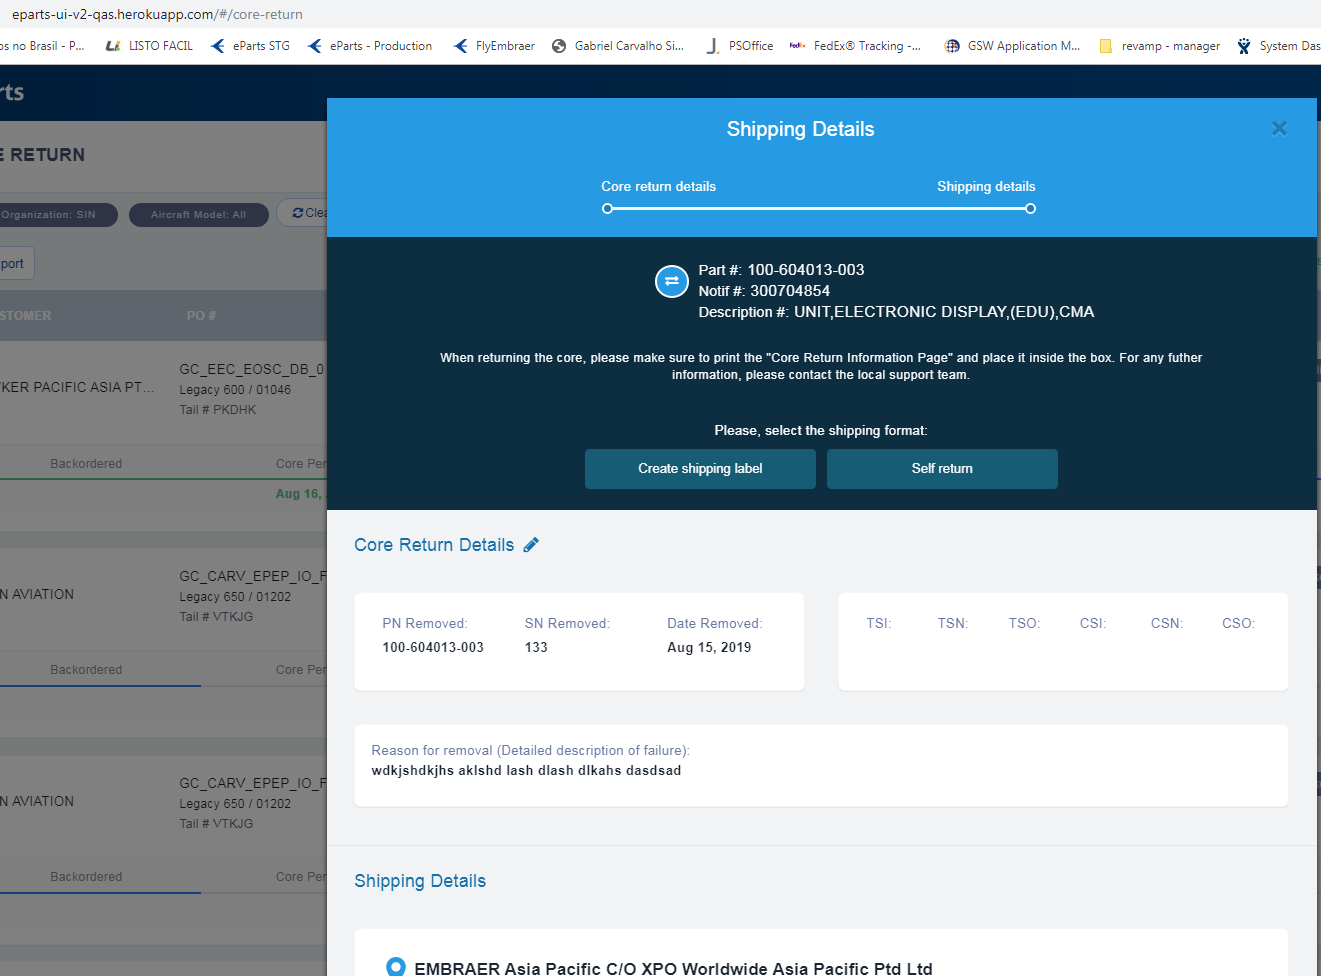 eparts-ui-v2-qas.herokuapp.com/#/core-return
os no Brasil - P... LISTO FACIL eParts STG eParts - Production FlyEmbraer Gabriel Carvalho Si... PSOffice FedEx® Tracking -... GSW Application M... revamp - manager System Das
rts
Shipping Details
E RETURN
Core return details Shipping details
Organization: SIN Aircraft Model: All Clea
port
Part #: 100-604013-003
Notif #: 300704854
Description #: UNIT,ELECTRONIC DISPLAY,(EDU),CMA
STOMER PO #
When returning the core, please make sure to print the "Core Return Information Page" and place it inside the box. For any futher
information, please contact the local support team.
GC_EEC_EOSC_DB_0
KER PACIFIC ASIA PT...
Legacy 600 / 01046
Tail # PKDHK
Please, select the shipping format:
Create shipping label Self return
Backordered Core Per
Aug 16,
Core Return Details
GC_CARV_EPEP_IO_F
N AVIATION
Legacy 650 / 01202
Tail # VTKJG
PN Removed: SN Removed: Date Removed: TSI: TSN: TSO: CSI: CSN: CSO:
100-604013-003 133 Aug 15, 2019
Backordered Core Per
Reason for removal (Detailed description of failure):
wdkjshdkjhs aklshd lash dlash dlkahs dasdsad
GC_CARV_EPEP_IO_F
N AVIATION
Legacy 650 / 01202
Tail # VTKJG
Backordered Core Per
Shipping Details
EMBRAER Asia Pacific C/O XPO Worldwide Asia Pacific Ptd Ltd